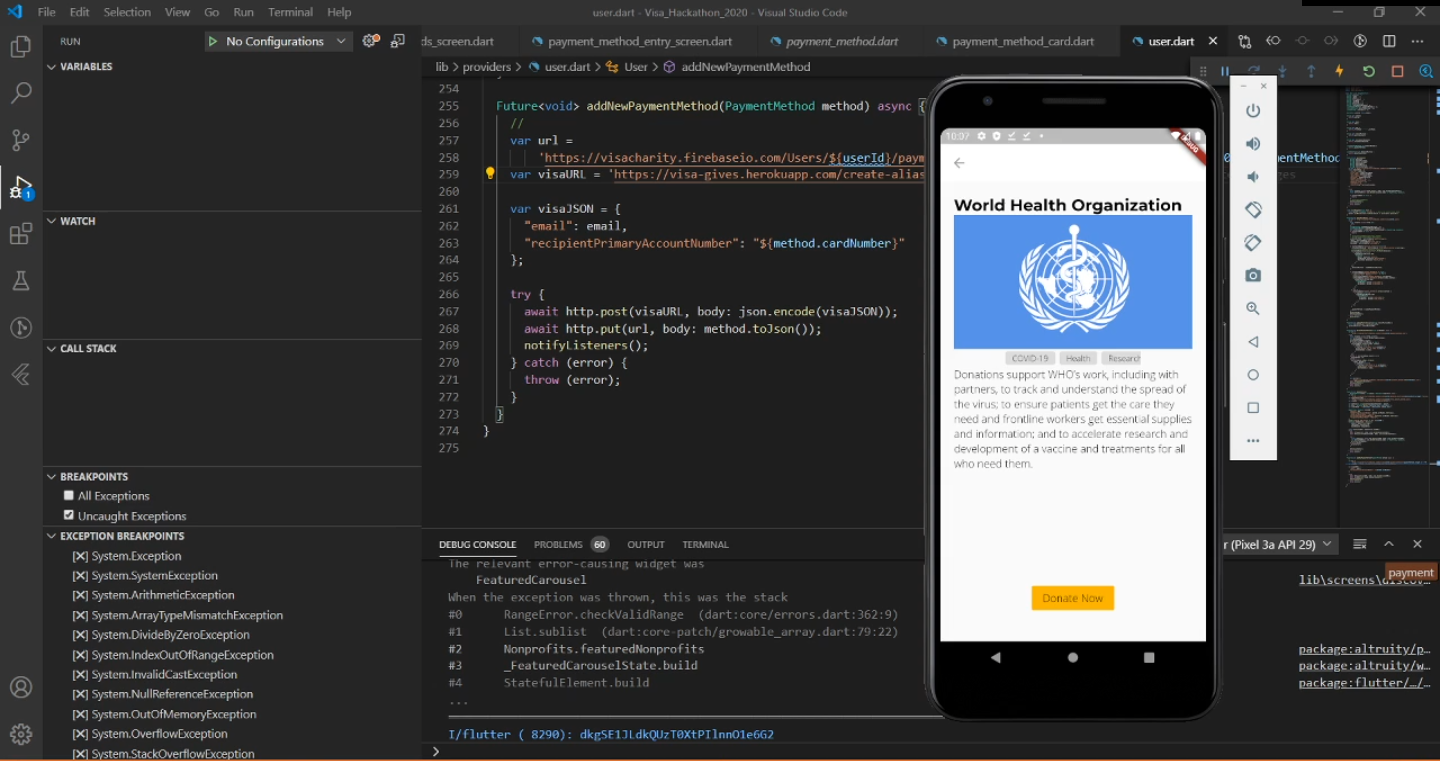 File Edit Selection View Go Run Terminal Help
user.dart - Visa_Hackathon_2020 - Visual Studio Code
RUN
No Configurations
ds_screen.dart
payment_method_entry_screen.dart
payment_method.dart
payment_method_card.dart
user.dart
lib > providers > user.dart > User > addNewPaymentMethod
VARIABLES
WATCH
CALL STACK
BREAKPOINTS
All Exceptions
Uncaught Exceptions
EXCEPTION BREAKPOINTS
System.Exception
System.SystemException
System.ArithmeticException
System.ArrayTypeMismatchException
System.DivideByZeroException
System.IndexOutOfRangeException
System.InvalidCastException
System.NullReferenceException
System.OutOfMemoryException
System.OverflowException
System.StackOverflowException
1
254
255 Future<void> addNewPaymentMethod(PaymentMethod method) async {
256 //
257 var url =
258 'https://visacharity.firebaseio.com/Users/${userId}/paym
259 var visaURL = 'https://visa-gives.herokuapp.com/create-alias
260
261 var visaJSON = {
262 "email": email,
263 "recipientPrimaryAccountNumber": "${method.cardNumber}"
264 };
265
266 try {
267 await http.post(visaURL, body: json.encode(visaJSON));
268 await http.put(url, body: method.toJson());
269 notifyListeners();
270 } catch (error) {
271 throw (error);
272 }
273 }
274 }
275
entMethod
es
10:07
DEBUG
World Health Organization
COVID-19 Health Research
Donations support WHO's work, including with
partners, to track and understand the spread of
the virus; to ensure patients get the care they
need and frontline workers get essential supplies
and information; and to accelerate research and
development of a vaccine and treatments for all
who need them.
Donate Now
DEBUG CONSOLE PROBLEMS 60 OUTPUT TERMINAL
r (Pixel 3a API 29)
payment
The relevant error-causing widget was
FeaturedCarousel
lib\screens\discov…
When the exception was thrown, this was the stack
#0 RangeError.checkValidRange (dart:core/errors.dart:362:9)
#1 List.sublist (dart:core-patch/growable_array.dart:79:22)
#2 Nonprofits.featuredNonprofits
package:altruity/p…
#3 _FeaturedCarouselState.build
package:altruity/w…
#4 StatefulElement.build
package:flutter/…/
...
I/flutter ( 8290): dkgSE1JLdkQUzT0XtPIlnnO1e6G2